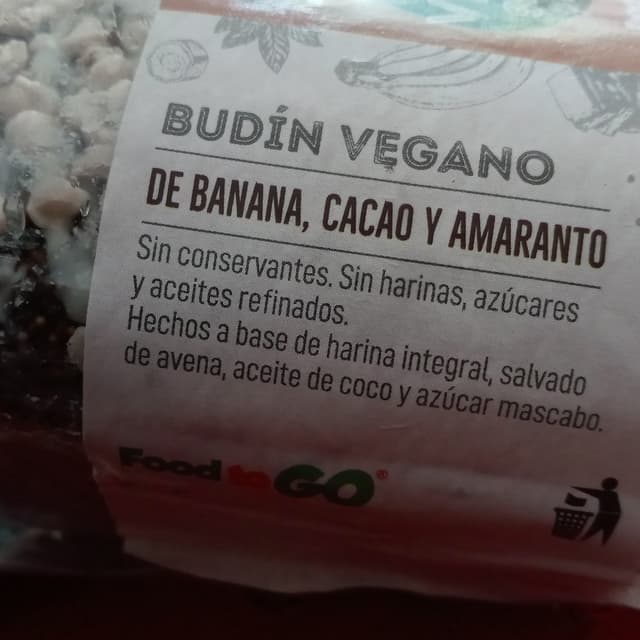 BUDÍN VEGANO
DE BANANA, CACAO Y AMARANTO
Sin conservantes. Sin harinas, azúcares
y aceites refinados.
Hechos a base de harina integral, salvado
de avena, aceite de coco y azúcar mascabo.
Food to GO®